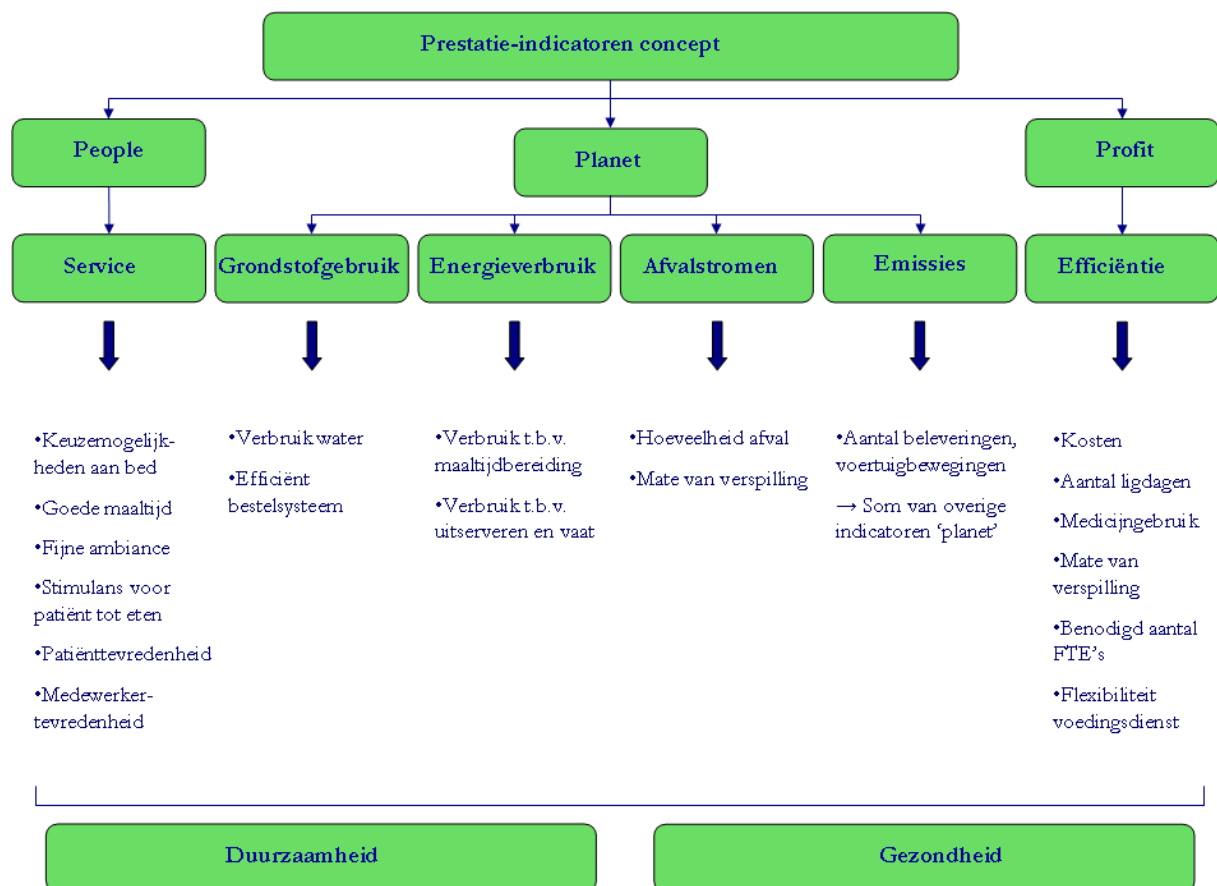 Prestatie-indicatoren concept
People
Planet
Profit
Service
Grondstofgebruik
Energieverbruik
Afvalstromen
Emissies
Efficiëntie
•Keuzemogelijk-
heden aan bed
•Goede maaltijd
•Fijne ambiance
•Stimulans voor
patiënt tot eten
•Patiënttevredenheid
•Medewerker-
tevredenheid
•Verbruik water
•Efficiënt
bestelsysteem
•Verbruik t.b.v.
maaltijdbereiding
•Verbruik t.b.v.
uitserveren en vaat
•Hoeveelheid afval
•Mate van verspilling
•Aantal beleveringen,
voertuigbewegingen
→ Som van overige
indicatoren ‘planet’
•Kosten
•Aantal ligdagen
•Medicijngebruik
•Mate van
verspilling
•Benodigd aantal
FTE’s
•Flexibiliteit
voedingsdienst
Duurzaamheid
Gezondheid